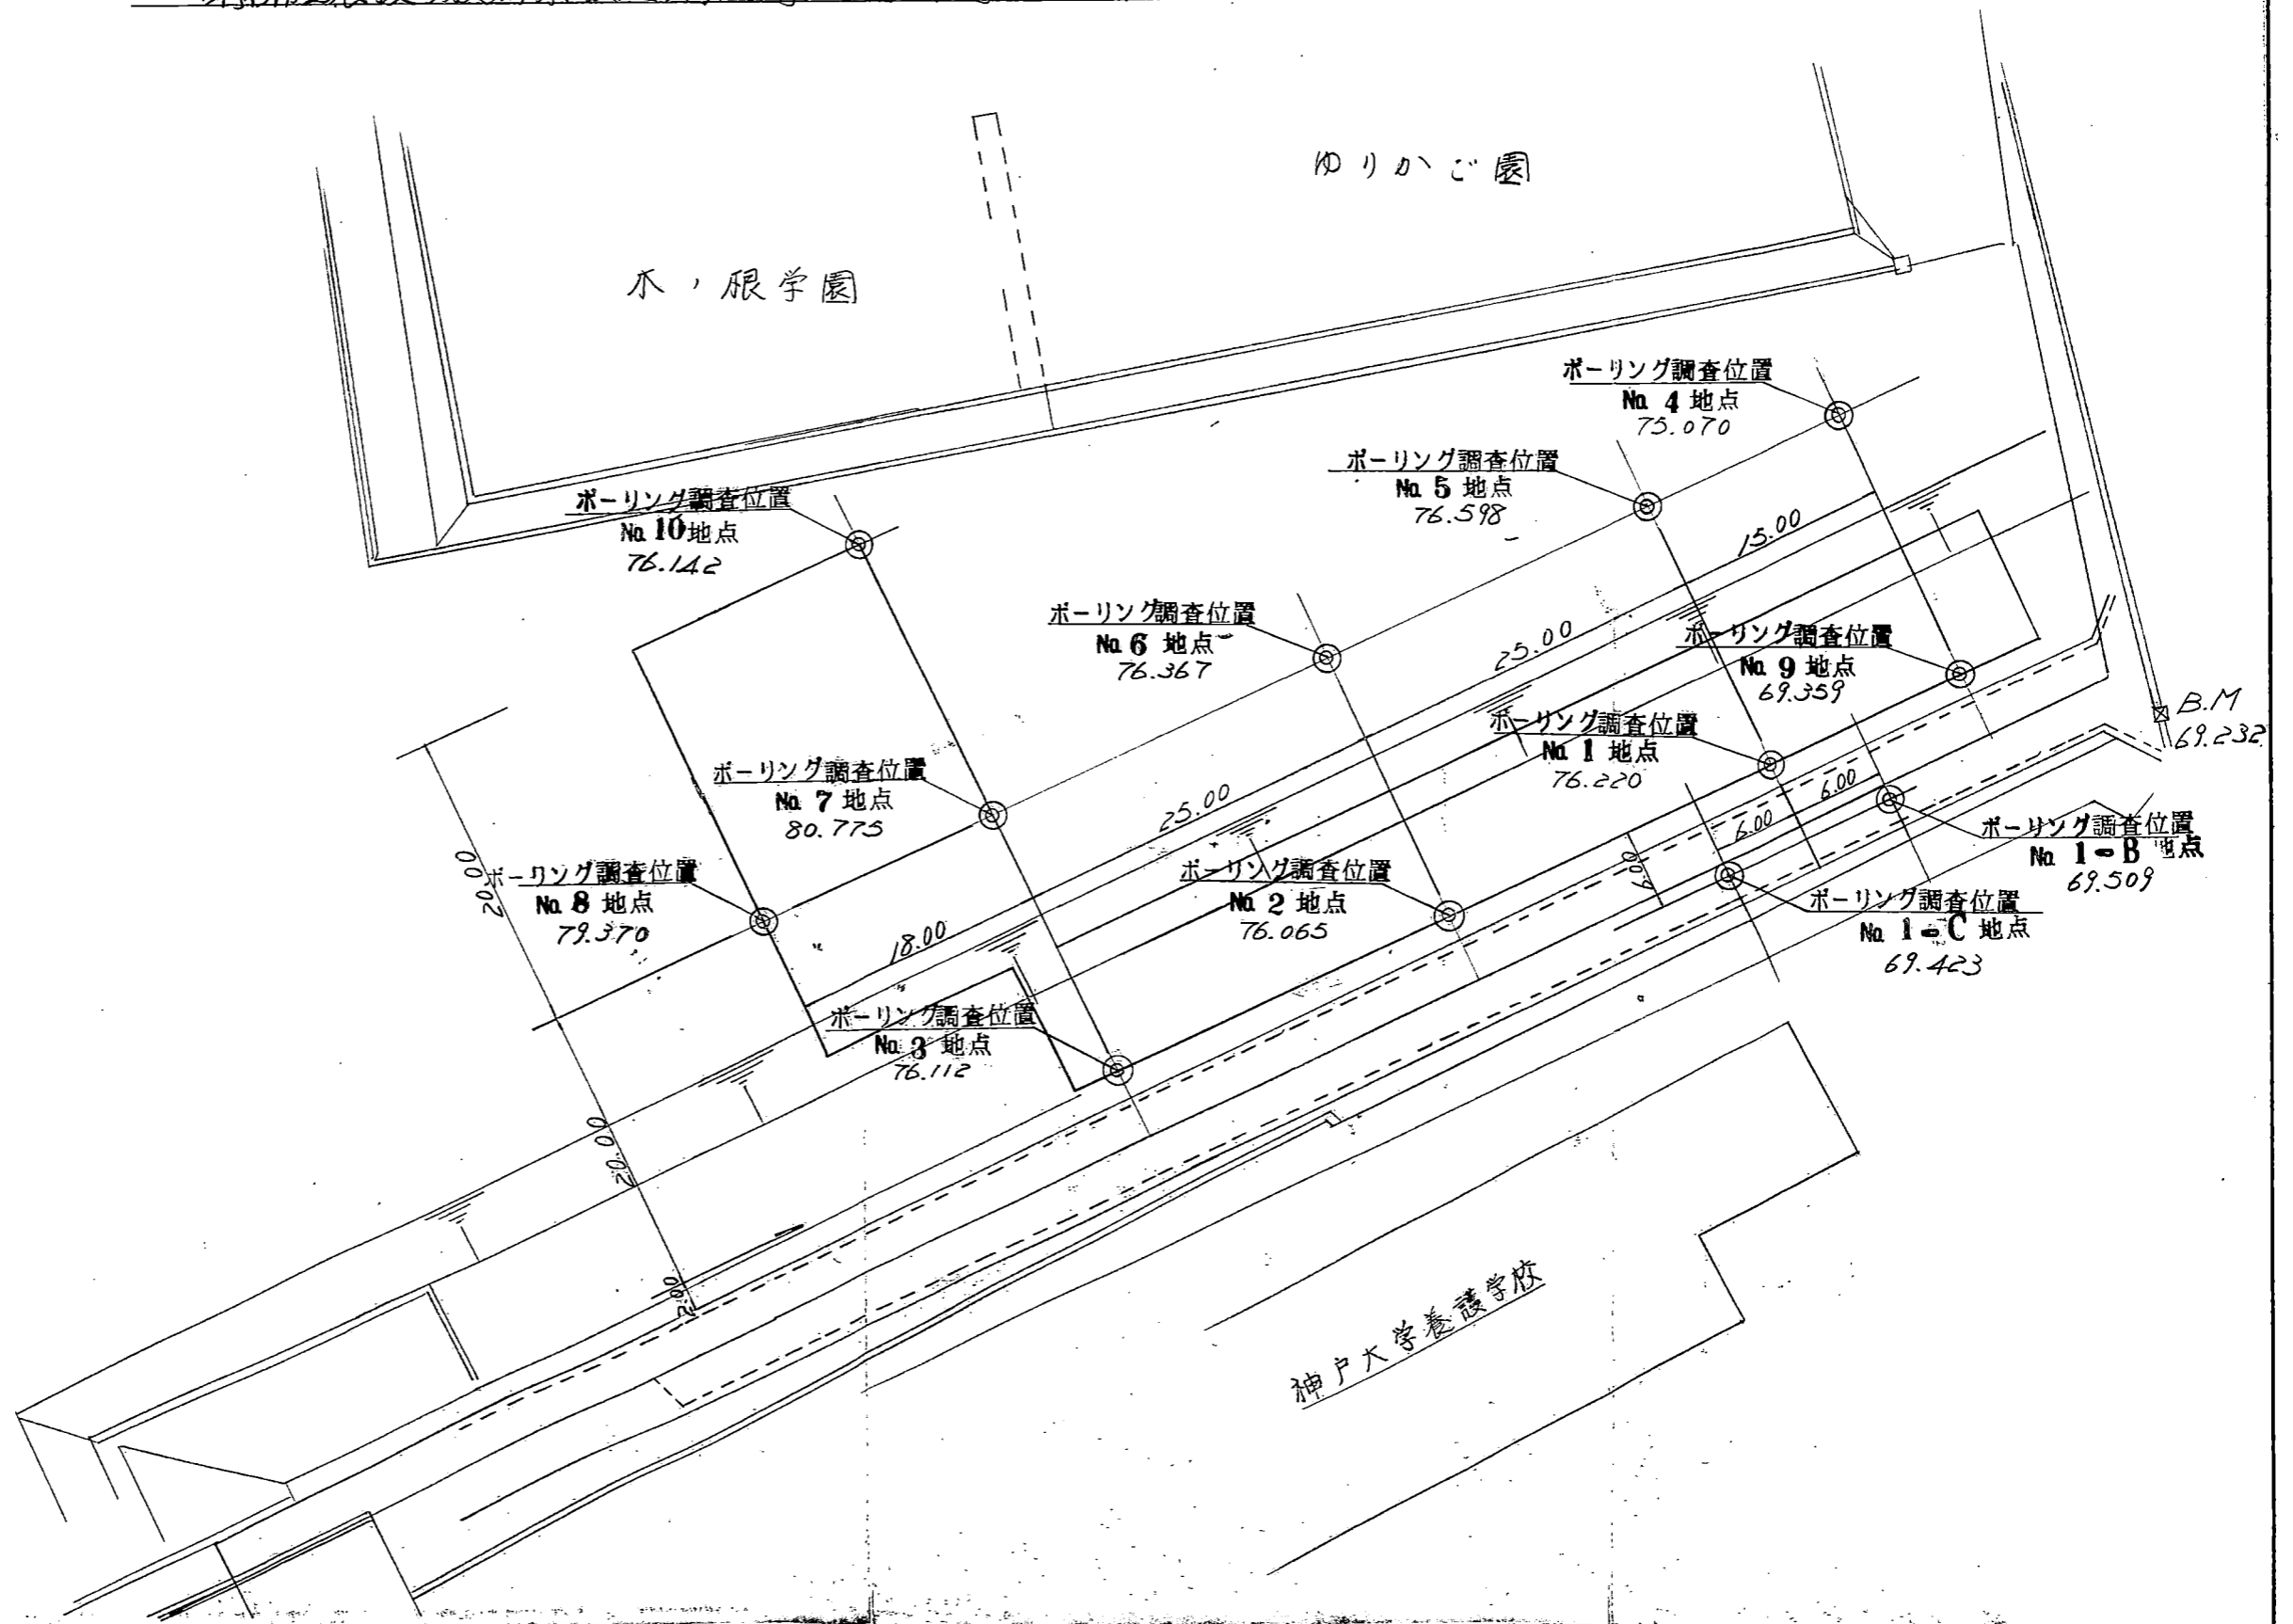 ゆりかご園
木ノ根学園
ボーリング調査位置
No. 4 地点
75.070
ボーリング調査位置
No. 5 地点
76.598
ボーリング調査位置
No. 10 地点
76.142
15.00
ボーリング調査位置
No. 6 地点
76.367
25.00
ボーリング調査位置
No. 9 地点
69.359
B.M
69.232
ボーリング調査位置
No. 1 地点
76.220
ボーリング調査位置
No. 7 地点
80.775
25.00
6.00
6.00
6.00
ボーリング調査位置
No. 1-B 地点
69.509
ボーリング調査位置
No. 8 地点
79.370
20.00
ボーリング調査位置
No. 2 地点
76.065
ボーリング調査位置
No. 1-C 地点
69.423
18.00
ボーリング調査位置
No. 3 地点
76.112
20.00
2.00
神戸大学養護学校